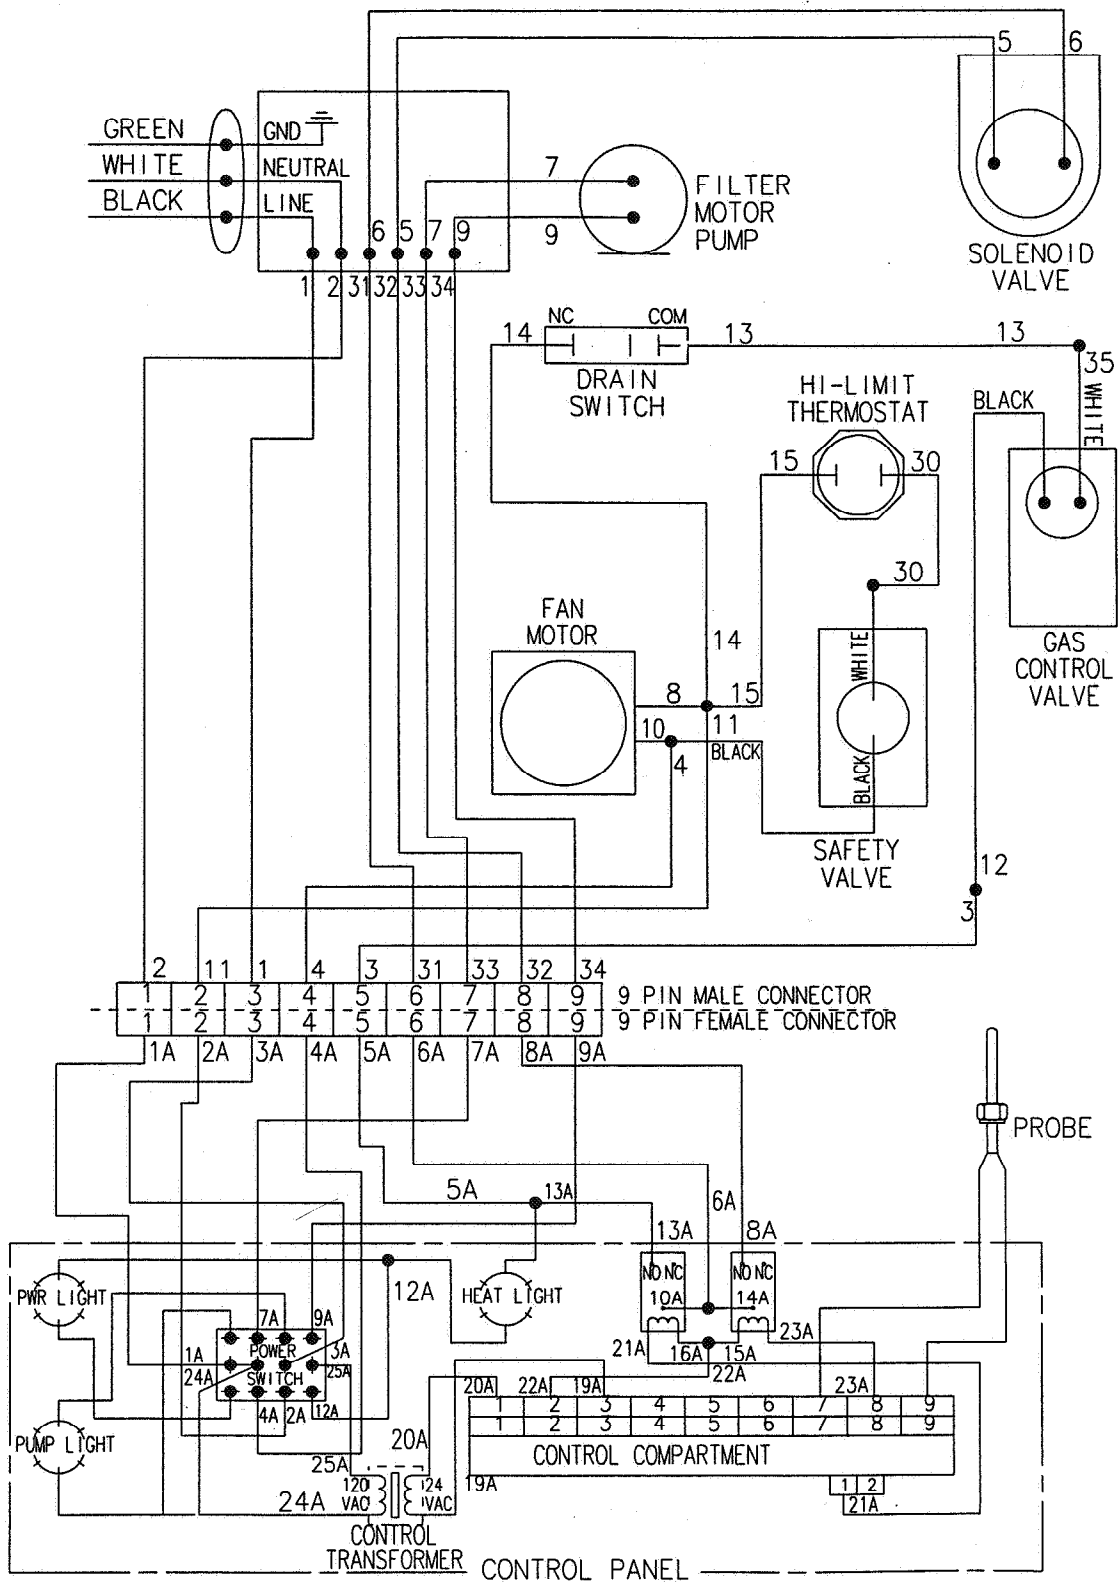 5 6
GREEN GND
WHITE NEUTRAL
BLACK LINE
7
9
FILTER
MOTOR
PUMP
SOLENOID
VALVE
6 5 7 9
1 2 31 32 33 34
NC COM
14 13 13
DRAIN
SWITCH
35
WHITE
BLACK
HI-LIMIT
THERMOSTAT
15 30
30
GAS
CONTROL
VALVE
FAN
MOTOR
14
8 15
10 11
4 BLACK
WHITE
BLACK
SAFETY
VALVE
12
3
2 11 1 4 3 31 33 32 34
1 2 3 4 5 6 7 8 9
9 PIN MALE CONNECTOR
1 2 3 4 5 6 7 8 9
9 PIN FEMALE CONNECTOR
1A 2A 3A 4A 5A 6A 7A 8A 9A
PROBE
5A 13A 6A
13A 8A
NO NC NO NC
10A 14A
PWR LIGHT
12A
HEAT LIGHT
7A 9A
POWER
SWITCH
1A 3A
24A 25A
4A 2A 12A
21A 16A 15A 23A
22A
20A 22A 19A 23A
1 2 3 4 5 6 7 8 9
1 2 3 4 5 6 7 8 9
CONTROL COMPARTMENT
PUMP LIGHT
20A
25A
24A
120
VAC
24
VAC
19A
1 2
21A
CONTROL
TRANSFORMER
CONTROL PANEL